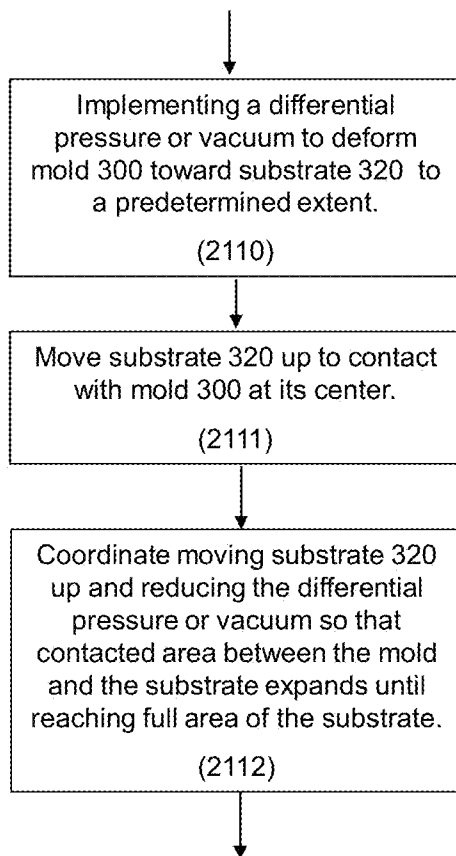 Implementing a differential
pressure or vacuum to deform
mold 300 toward substrate 320 to
a predetermined extent.
(2110)
Move substrate 320 up to contact
with mold 300 at its center.
(2111)
Coordinate moving substrate 320
up and reducing the differential
pressure or vacuum so that
contacted area between the mold
and the substrate expands until
reaching full area of the substrate.
(2112)